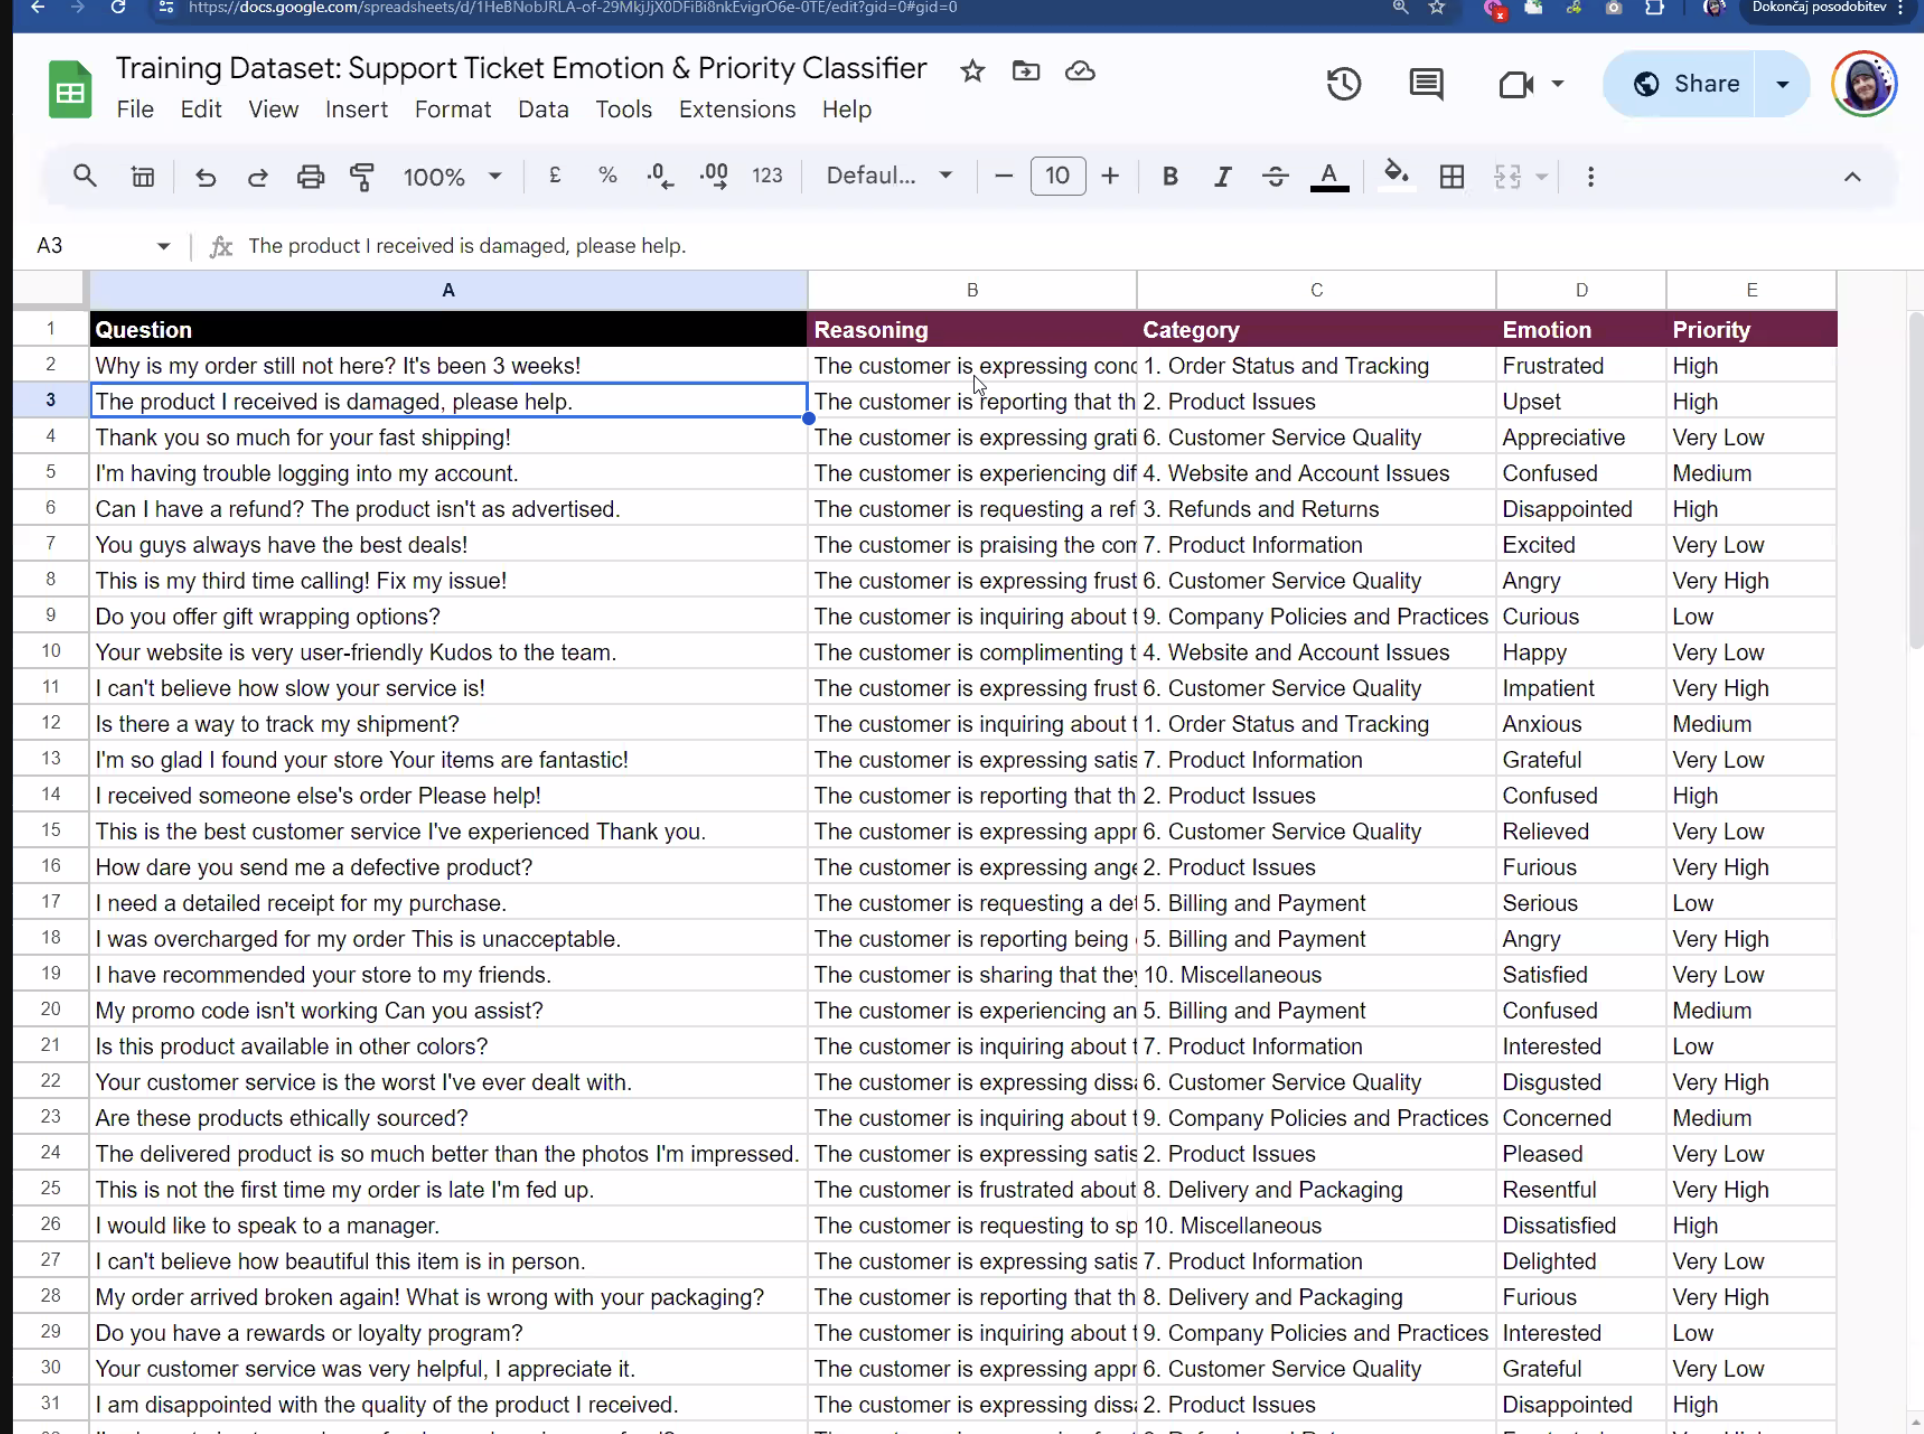 https://docs.google.com/spreadsheets/d/1HeBNobJRLA-of-29MkjJjX0DFiBi8nkEvigrO6e-0TE/edit?gid=0#gid=0 Dokončaj posodobitev
Training Dataset: Support Ticket Emotion & Priority Classifier
File Edit View Insert Format Data Tools Extensions Help
Share
100% £ % .0 .00 123 Defaul... 10 B I A
A3 fx The product I received is damaged, please help.
A B C D E
1 Question Reasoning Category Emotion Priority
2 Why is my order still not here? It's been 3 weeks! The customer is expressing conc 1. Order Status and Tracking Frustrated High
3 The product I received is damaged, please help. The customer is reporting that th 2. Product Issues Upset High
4 Thank you so much for your fast shipping! The customer is expressing grati 6. Customer Service Quality Appreciative Very Low
5 I'm having trouble logging into my account. The customer is experiencing dif 4. Website and Account Issues Confused Medium
6 Can I have a refund? The product isn't as advertised. The customer is requesting a ref 3. Refunds and Returns Disappointed High
7 You guys always have the best deals! The customer is praising the com 7. Product Information Excited Very Low
8 This is my third time calling! Fix my issue! The customer is expressing frust 6. Customer Service Quality Angry Very High
9 Do you offer gift wrapping options? The customer is inquiring about t 9. Company Policies and Practices Curious Low
10 Your website is very user-friendly Kudos to the team. The customer is complimenting t 4. Website and Account Issues Happy Very Low
11 I can't believe how slow your service is! The customer is expressing frust 6. Customer Service Quality Impatient Very High
12 Is there a way to track my shipment? The customer is inquiring about t 1. Order Status and Tracking Anxious Medium
13 I'm so glad I found your store Your items are fantastic! The customer is expressing satis 7. Product Information Grateful Very Low
14 I received someone else's order Please help! The customer is reporting that th 2. Product Issues Confused High
15 This is the best customer service I've experienced Thank you. The customer is expressing appr 6. Customer Service Quality Relieved Very Low
16 How dare you send me a defective product? The customer is expressing ange 2. Product Issues Furious Very High
17 I need a detailed receipt for my purchase. The customer is requesting a det 5. Billing and Payment Serious Low
18 I was overcharged for my order This is unacceptable. The customer is reporting being 5. Billing and Payment Angry Very High
19 I have recommended your store to my friends. The customer is sharing that they 10. Miscellaneous Satisfied Very Low
20 My promo code isn't working Can you assist? The customer is experiencing an 5. Billing and Payment Confused Medium
21 Is this product available in other colors? The customer is inquiring about t 7. Product Information Interested Low
22 Your customer service is the worst I've ever dealt with. The customer is expressing dissa 6. Customer Service Quality Disgusted Very High
23 Are these products ethically sourced? The customer is inquiring about t 9. Company Policies and Practices Concerned Medium
24 The delivered product is so much better than the photos I'm impressed. The customer is expressing satis 2. Product Issues Pleased Very Low
25 This is not the first time my order is late I'm fed up. The customer is frustrated about 8. Delivery and Packaging Resentful Very High
26 I would like to speak to a manager. The customer is requesting to sp 10. Miscellaneous Dissatisfied High
27 I can't believe how beautiful this item is in person. The customer is expressing satis 7. Product Information Delighted Very Low
28 My order arrived broken again! What is wrong with your packaging? The customer is reporting that th 8. Delivery and Packaging Furious Very High
29 Do you have a rewards or loyalty program? The customer is inquiring about t 9. Company Policies and Practices Interested Low
30 Your customer service was very helpful, I appreciate it. The customer is expressing appr 6. Customer Service Quality Grateful Very Low
31 I am disappointed with the quality of the product I received. The customer is expressing dissa 2. Product Issues Disappointed High